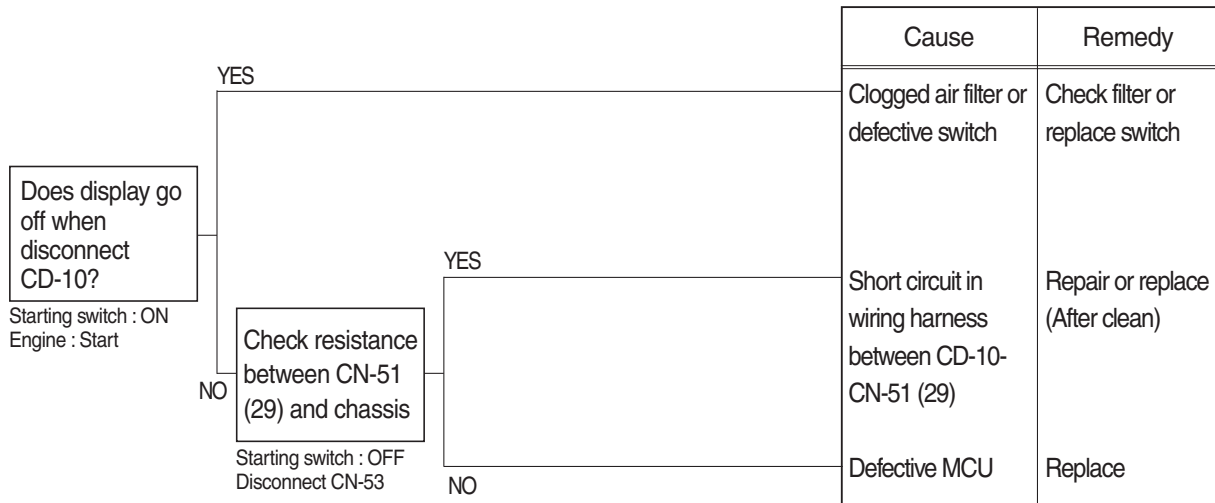 Cause
Remedy
YES
Clogged air filter or
defective switch
Check filter or
replace switch
Does display go
off when
disconnect
CD-10?
Starting switch : ON
Engine : Start
YES
Short circuit in
wiring harness
between CD-10-
CN-51 (29)
Repair or replace
(After clean)
NO
Check resistance
between CN-51
(29) and chassis
Starting switch : OFF
Disconnect CN-53
NO
Defective MCU
Replace